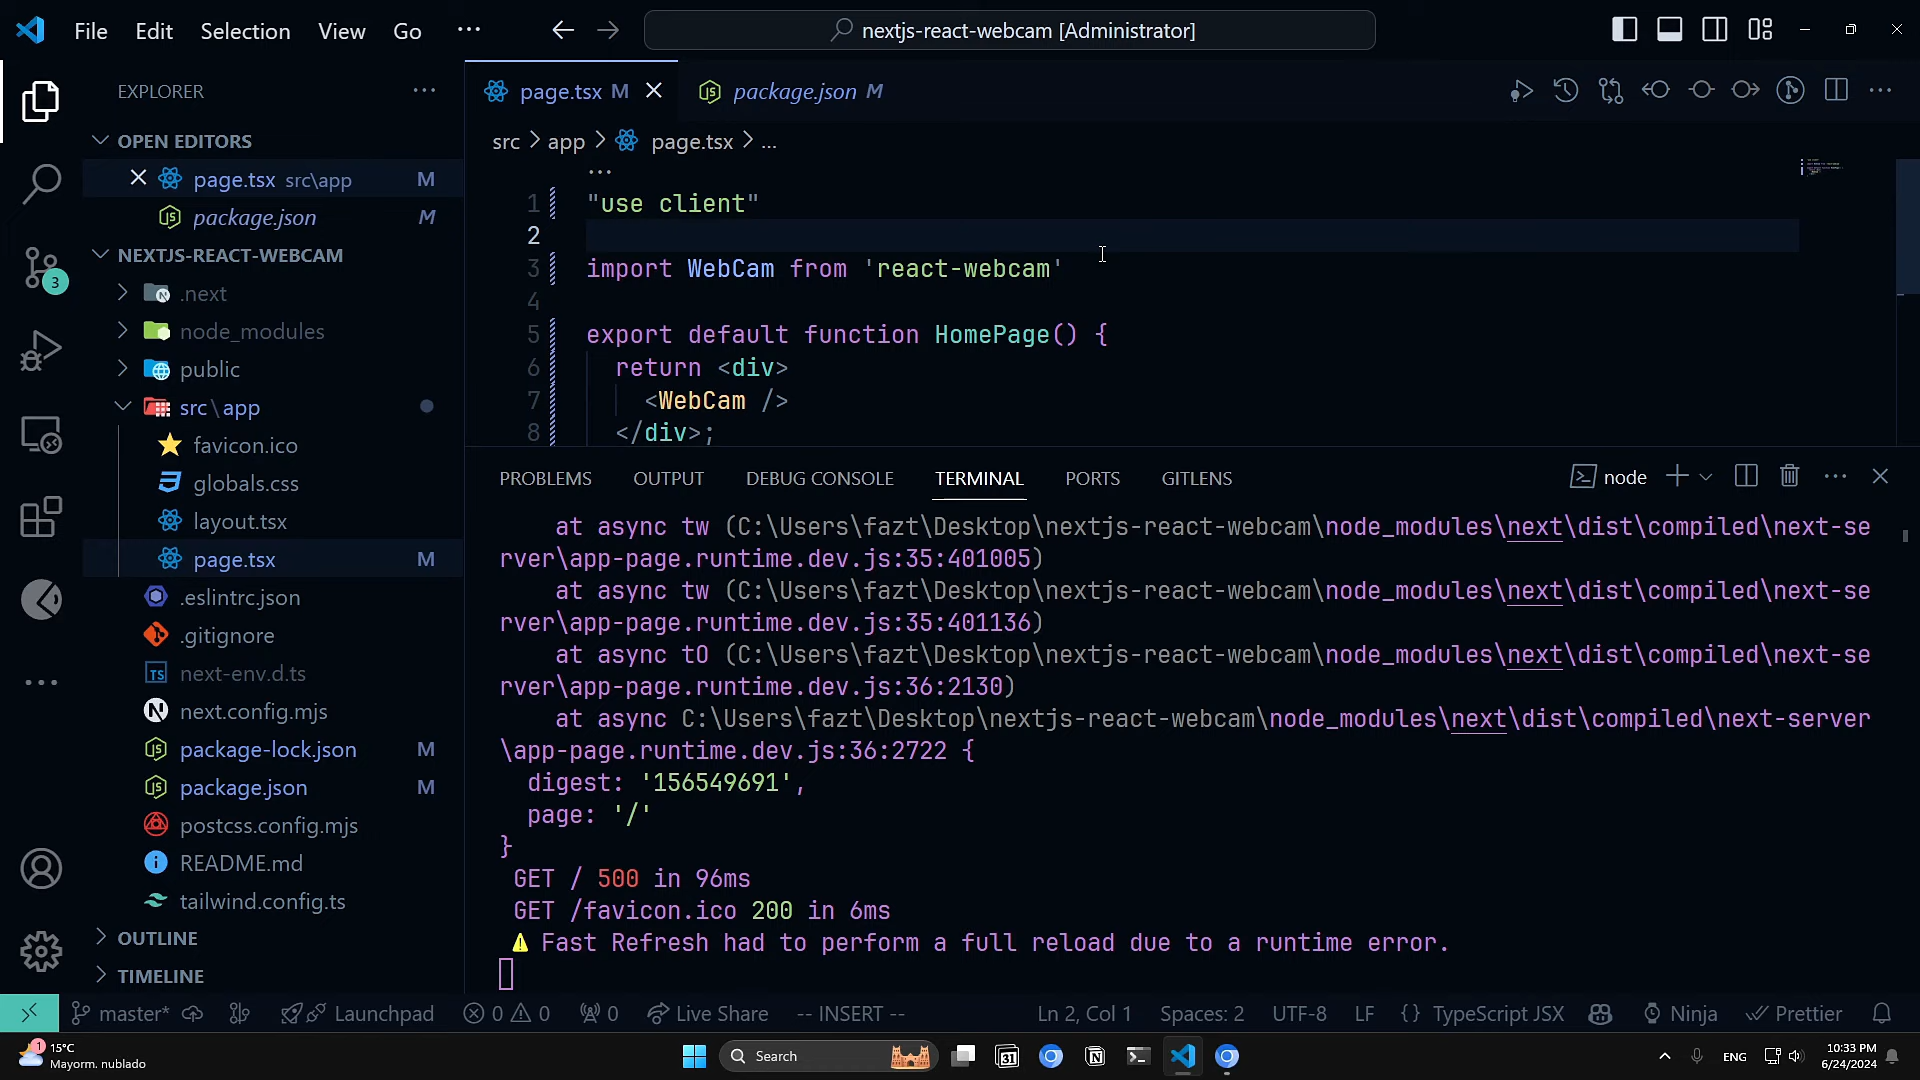 File Edit Selection View Go ···
nextjs-react-webcam [Administrator]
EXPLORER ···
OPEN EDITORS
page.tsx src\app M
package.json M
NEXTJS-REACT-WEBCAM
.next
node_modules
public
src\app
favicon.ico
globals.css
layout.tsx
page.tsx M
.eslintrc.json
.gitignore
TS next-env.d.ts
next.config.mjs
package-lock.json M
package.json M
postcss.config.mjs
README.md
tailwind.config.ts
OUTLINE
TIMELINE
3
page.tsx M
package.json M
src > app > page.tsx > ...
···
1 "use client"
2
3 import WebCam from 'react-webcam'
4
5 export default function HomePage() {
6 return <div>
7 <WebCam />
8 </div>;
PROBLEMS OUTPUT DEBUG CONSOLE TERMINAL PORTS GITLENS
node
at async tw (C:\Users\fazt\Desktop\nextjs-react-webcam\node_modules\next\dist\compiled\next-se
rver\app-page.runtime.dev.js:35:401005)
at async tw (C:\Users\fazt\Desktop\nextjs-react-webcam\node_modules\next\dist\compiled\next-se
rver\app-page.runtime.dev.js:35:401136)
at async tO (C:\Users\fazt\Desktop\nextjs-react-webcam\node_modules\next\dist\compiled\next-se
rver\app-page.runtime.dev.js:36:2130)
at async C:\Users\fazt\Desktop\nextjs-react-webcam\node_modules\next\dist\compiled\next-server
\app-page.runtime.dev.js:36:2722 {
digest: '156549691',
page: '/'
}
GET / 500 in 96ms
GET /favicon.ico 200 in 6ms
⚠ Fast Refresh had to perform a full reload due to a runtime error.
master* Launchpad 0 0 0 Live Share -- INSERT -- Ln 2, Col 1 Spaces: 2 UTF-8 LF {} TypeScript JSX Ninja Prettier
1 15°C
Mayorm. nublado
Search
31
ENG
10:33 PM
6/24/2024